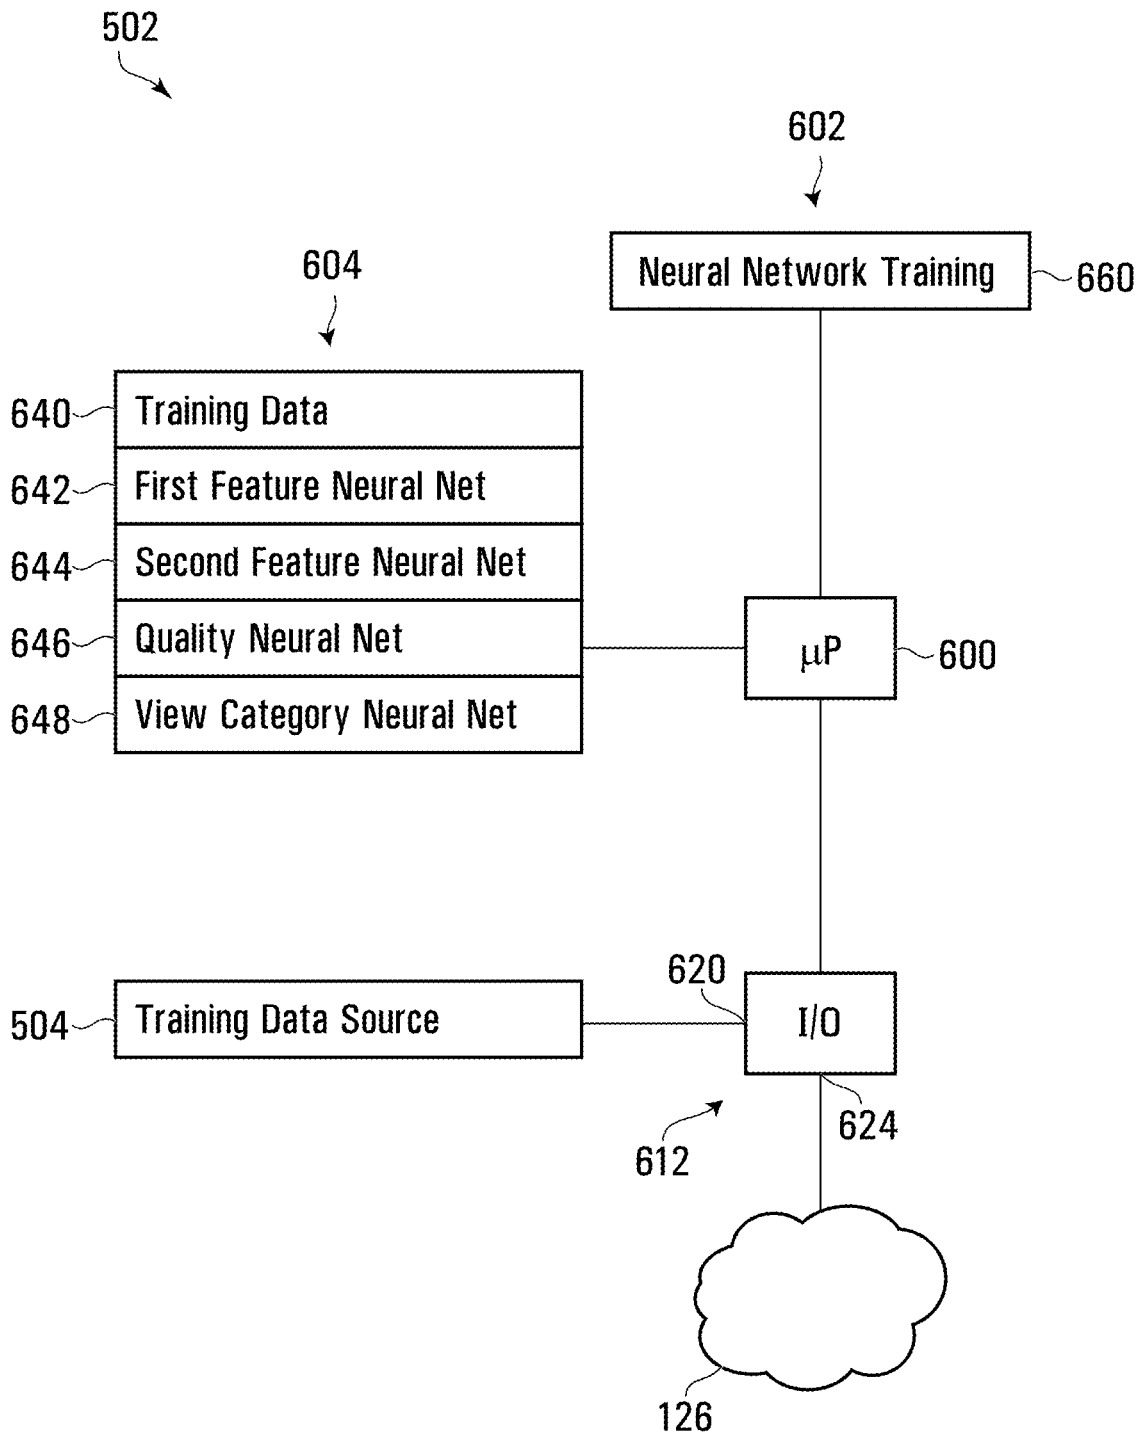 502
602
Neural Network Training
660
604
640
Training Data
642
First Feature Neural Net
644
Second Feature Neural Net
646
Quality Neural Net
648
View Category Neural Net
μP
600
504
Training Data Source
620
I/O
624
612
126